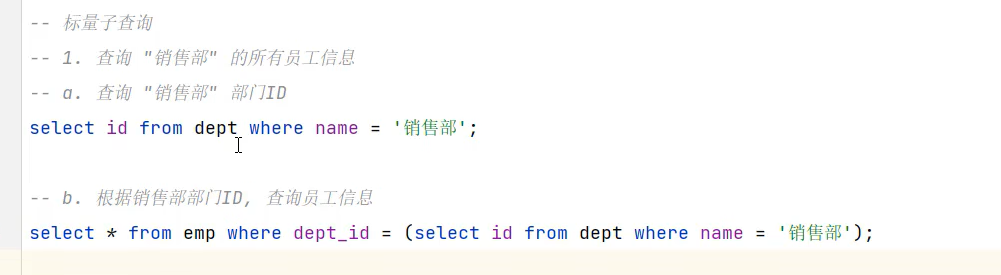 -- 标量子查询
-- 1. 查询 "销售部" 的所有员工信息
-- a. 查询 "销售部" 部门ID
select id from dept where name = '销售部';
-- b. 根据销售部部门ID, 查询员工信息
select * from emp where dept_id = (select id from dept where name = '销售部');